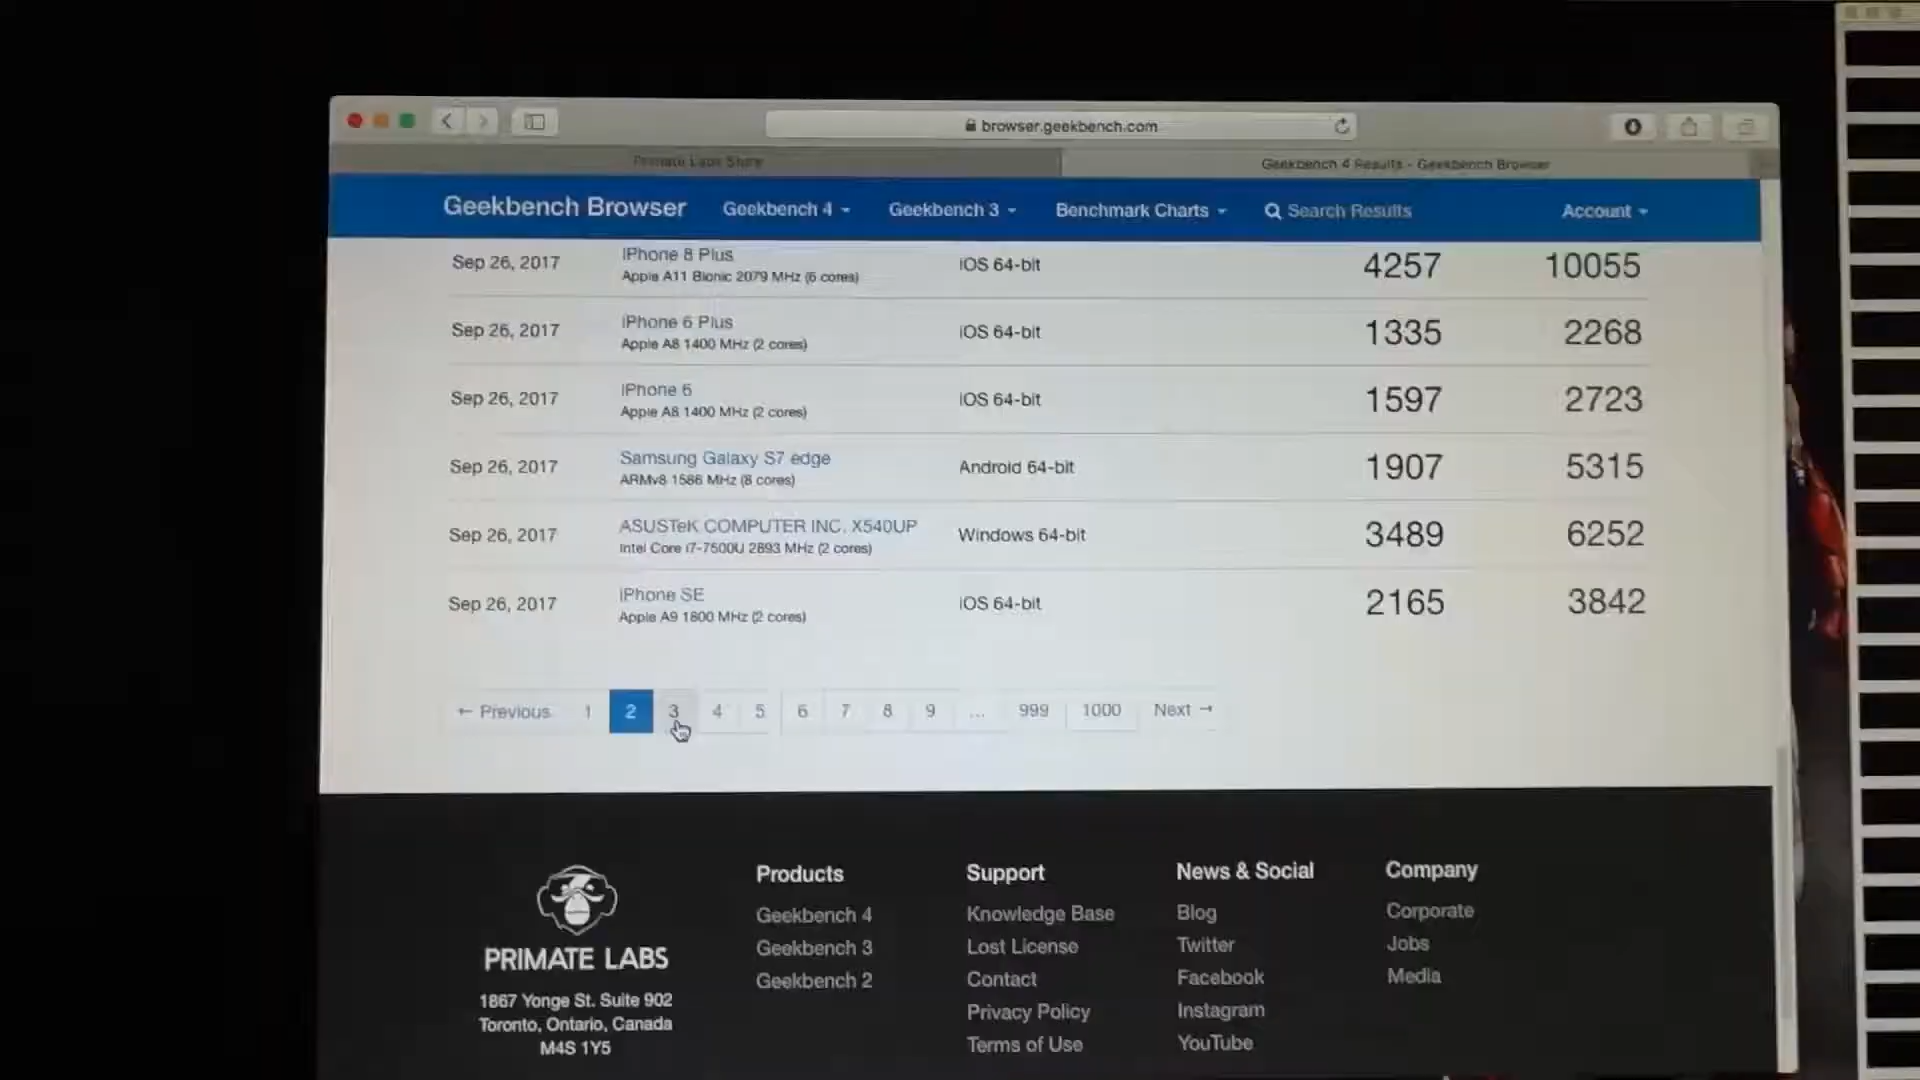 browser.geekbench.com
Primate Labs Store
Geekbench 4 Results - Geekbench Browser
Geekbench Browser Geekbench 4 Geekbench 3 Benchmark Charts Search Results Account
Sep 26, 2017 iPhone 8 Plus iOS 64-bit 4257 10055
Apple A11 Bionic 2079 MHz (6 cores)
Sep 26, 2017 iPhone 6 Plus iOS 64-bit 1335 2268
Apple A8 1400 MHz (2 cores)
Sep 26, 2017 iPhone 6 iOS 64-bit 1597 2723
Apple A8 1400 MHz (2 cores)
Sep 26, 2017 Samsung Galaxy S7 edge Android 64-bit 1907 5315
ARMv8 1586 MHz (8 cores)
Sep 26, 2017 ASUSTeK COMPUTER INC. X540UP Windows 64-bit 3489 6252
Intel Core i7-7500U 2893 MHz (2 cores)
Sep 26, 2017 iPhone SE iOS 64-bit 2165 3842
Apple A9 1800 MHz (2 cores)
← Previous 1 2 3 4 5 6 7 8 9 ... 999 1000 Next →
PRIMATE LABS
1867 Yonge St. Suite 902
Toronto, Ontario, Canada
M4S 1Y5
Products
Geekbench 4
Geekbench 3
Geekbench 2
Support
Knowledge Base
Lost License
Contact
Privacy Policy
Terms of Use
News & Social
Blog
Twitter
Facebook
Instagram
YouTube
Company
Corporate
Jobs
Media